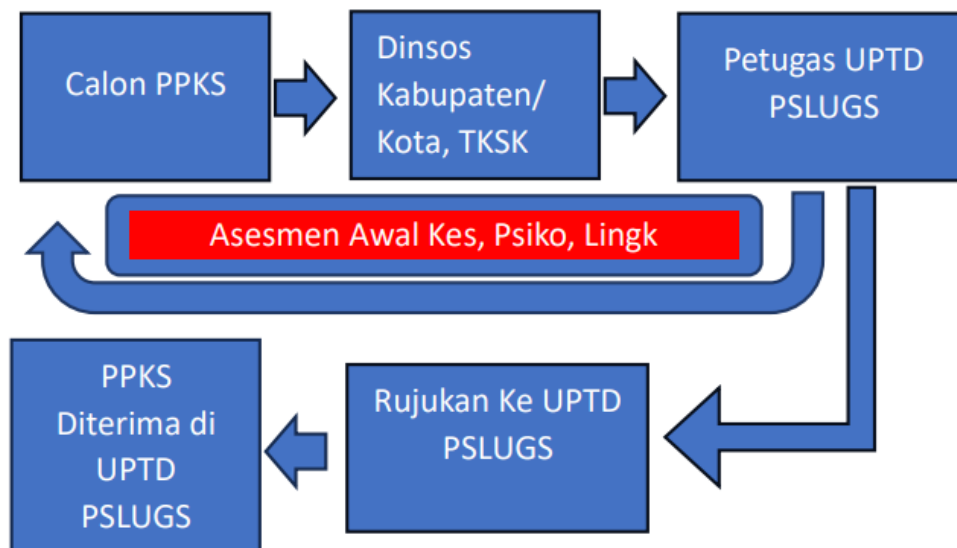 Calon PPKS
Dinsos
Kabupaten/
Kota, TKSK
Petugas UPTD
PSLUGS
Asesmen Awal Kes, Psiko, Lingk
PPKS
Diterima di
UPTD
PSLUGS
Rujukan Ke UPTD
PSLUGS